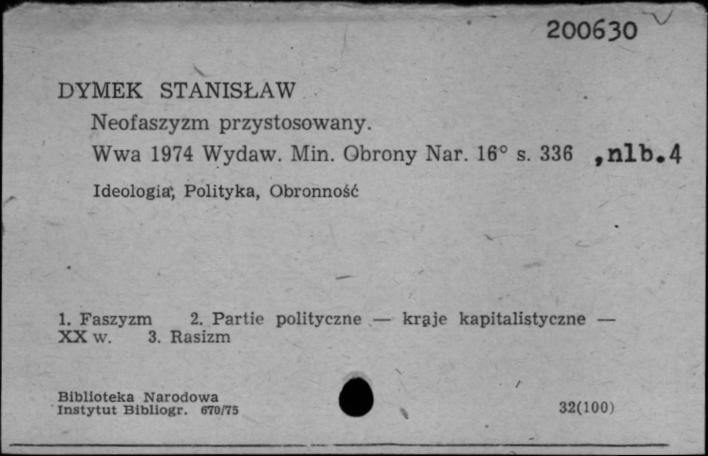 200630
DYMEK STANISŁAW
Neofaszyzm przystosowany.
Wwa 1974 Wydaw. Min. Obrony Nar. 16° s. 336 , nlb. 4
Ideologia, Polityka, Obronność
1. Faszyzm 2. Partie polityczne — kraje kapitalistyczne —
XX w. 3. Rasizm
Biblioteka Narodowa
Instytut Bibliogr. 670/75
32(100)